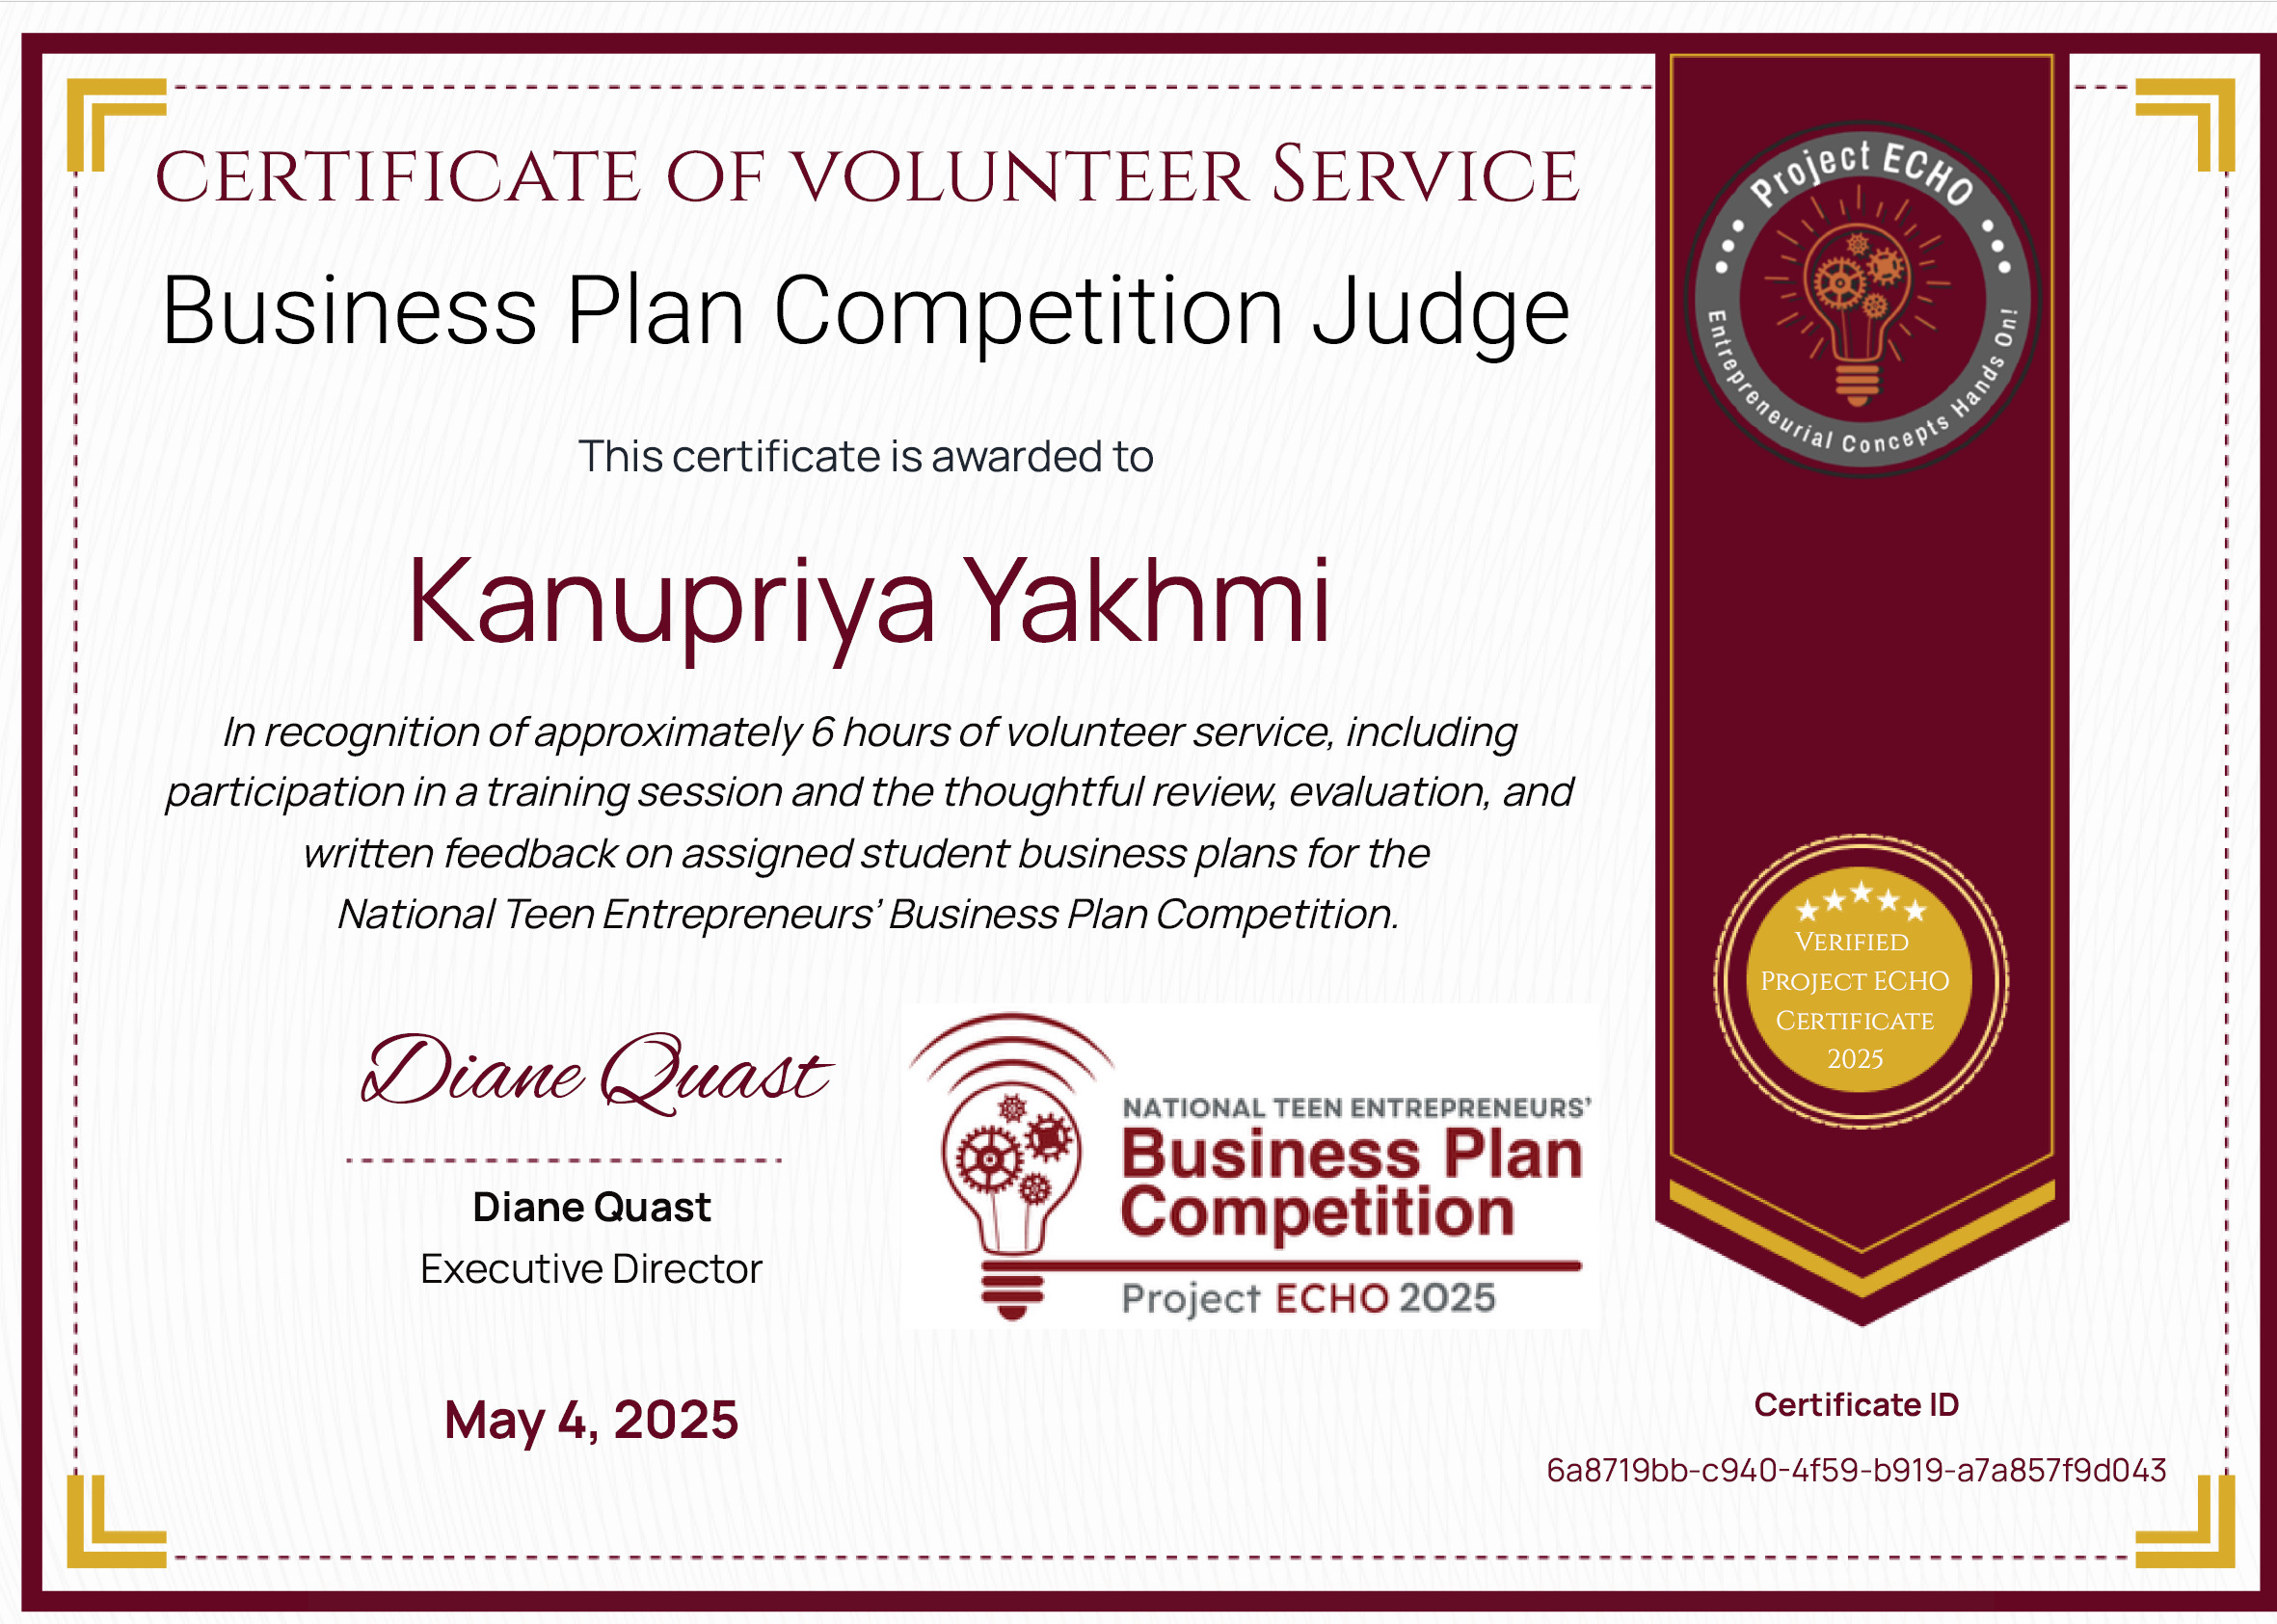 CERTIFICATE OF VOLUNTEER SERVICE
Business Plan Competition Judge
This certificate is awarded to
Kanupriya Yakhmi
In recognition of approximately 6 hours of volunteer service, including
participation in a training session and the thoughtful review, evaluation, and
written feedback on assigned student business plans for the
National Teen Entrepreneurs’ Business Plan Competition.
Diane Quast
Diane Quast
Executive Director
May 4, 2025
NATIONAL TEEN ENTREPRENEURS’
Business Plan
Competition
Project ECHO 2025
Project ECHO
Entrepreneurial Concepts Hands On!
VERIFIED
PROJECT ECHO
CERTIFICATE
2025
Certificate ID
6a8719bb-c940-4f59-b919-a7a857f9d043